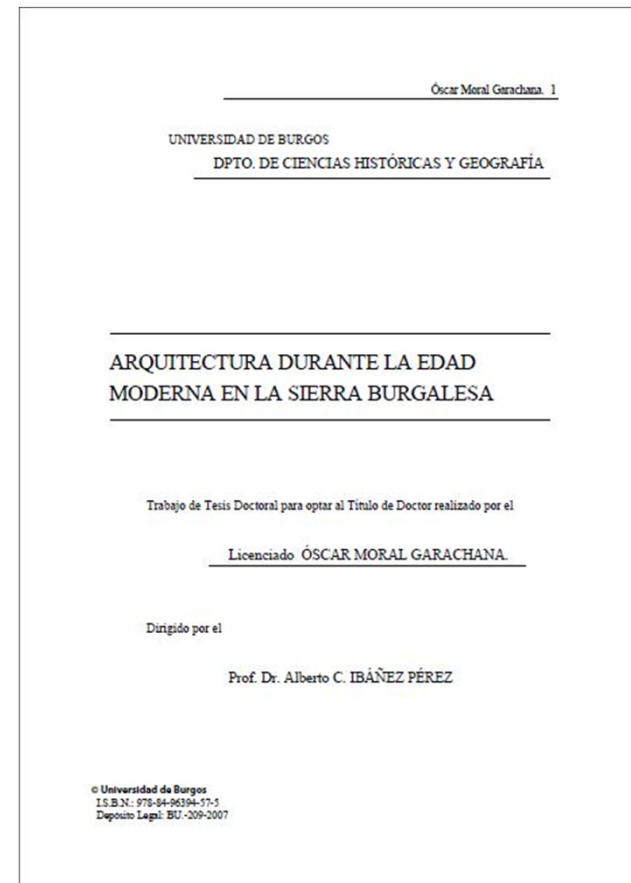 Óscar Moral Garachana. 1
UNIVERSIDAD DE BURGOS
DPTO. DE CIENCIAS HISTÓRICAS Y GEOGRAFÍA
ARQUITECTURA DURANTE LA EDAD
MODERNA EN LA SIERRA BURGALESA
Trabajo de Tesis Doctoral para optar al Título de Doctor realizado por el
Licenciado ÓSCAR MORAL GARACHANA.
Dirigido por el
Prof. Dr. Alberto C. IBÁÑEZ PÉREZ
© Universidad de Burgos
I.S.B.N.: 978-84-96394-57-5
Depósito Legal: BU.-209-2007